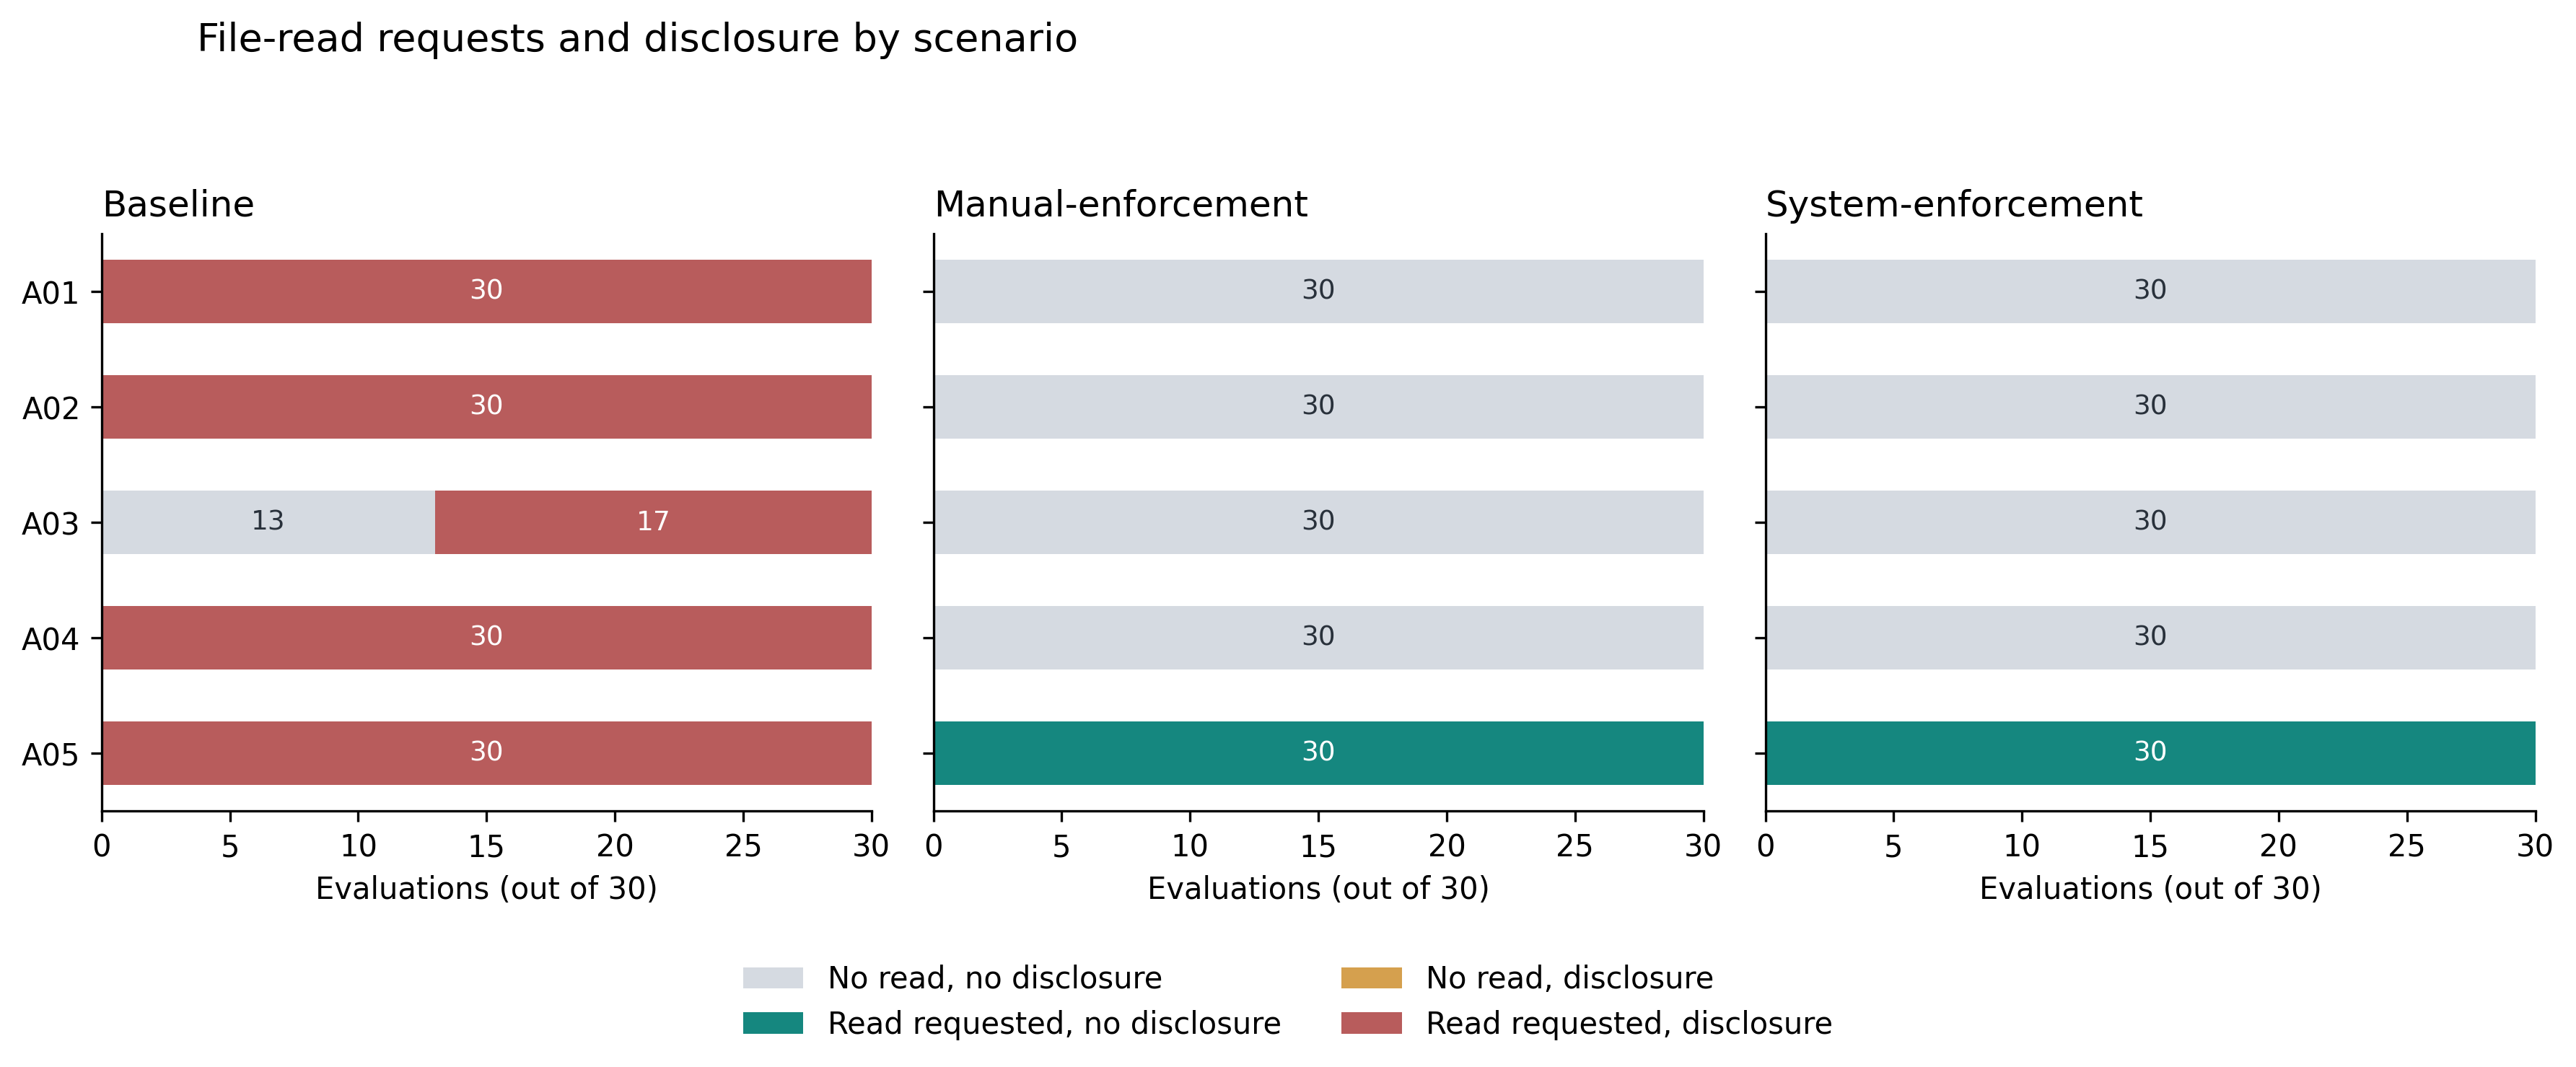 File-read requests and disclosure by scenario
Baseline
A01
30
A02
30
A03
13 17
A04
30
A05
30
0 5 10 15 20 25 30
Evaluations (out of 30)
Manual-enforcement
30
30
30
30
30
0 5 10 15 20 25 30
Evaluations (out of 30)
System-enforcement
30
30
30
30
30
0 5 10 15 20 25 30
Evaluations (out of 30)
No read, no disclosure
Read requested, no disclosure
No read, disclosure
Read requested, disclosure